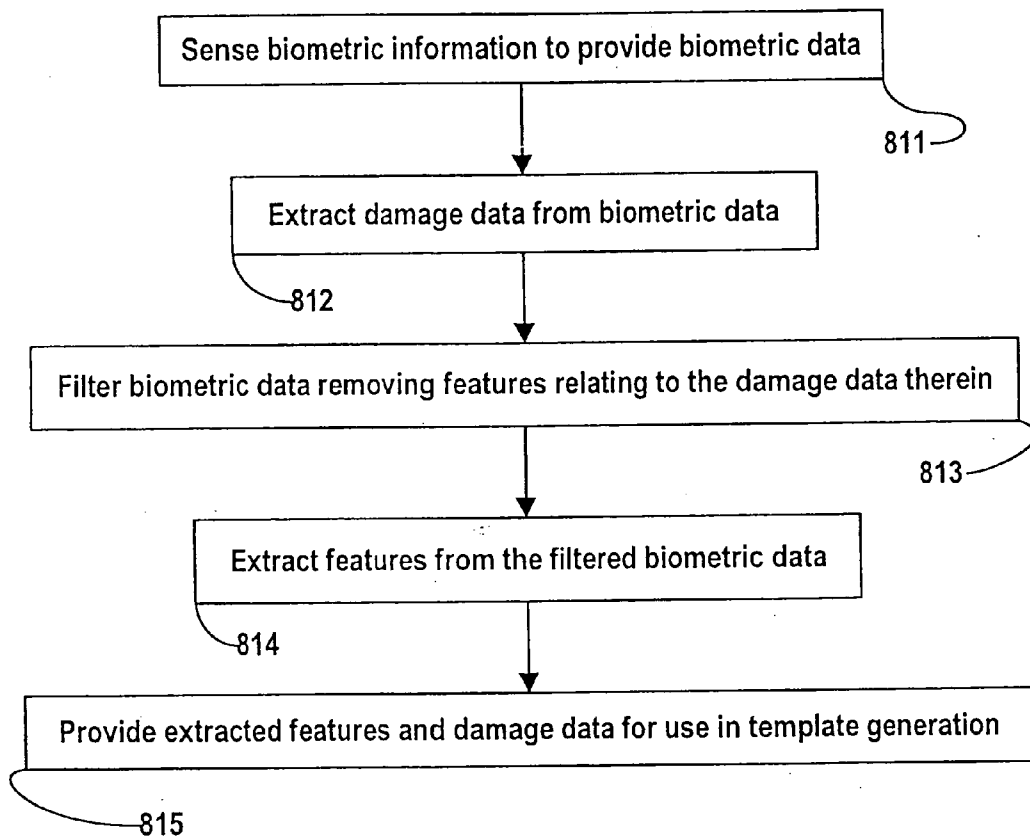 Sense biometric information to provide biometric data
811
Extract damage data from biometric data
812
Filter biometric data removing features relating to the damage data therein
813
Extract features from the filtered biometric data
814
Provide extracted features and damage data for use in template generation
815